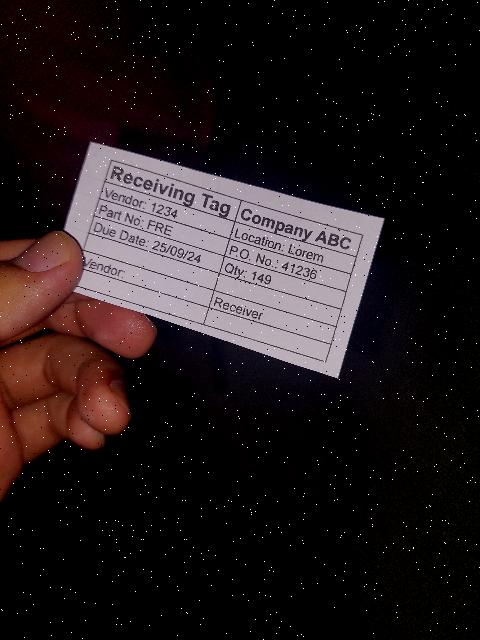 Receiving Tag Company ABC
Vendor: 1234 Location: Lorem
Part No: FRE P.O. No.: 41236
Due Date: 25/09/24 Qty: 149
Vendor: Receiver